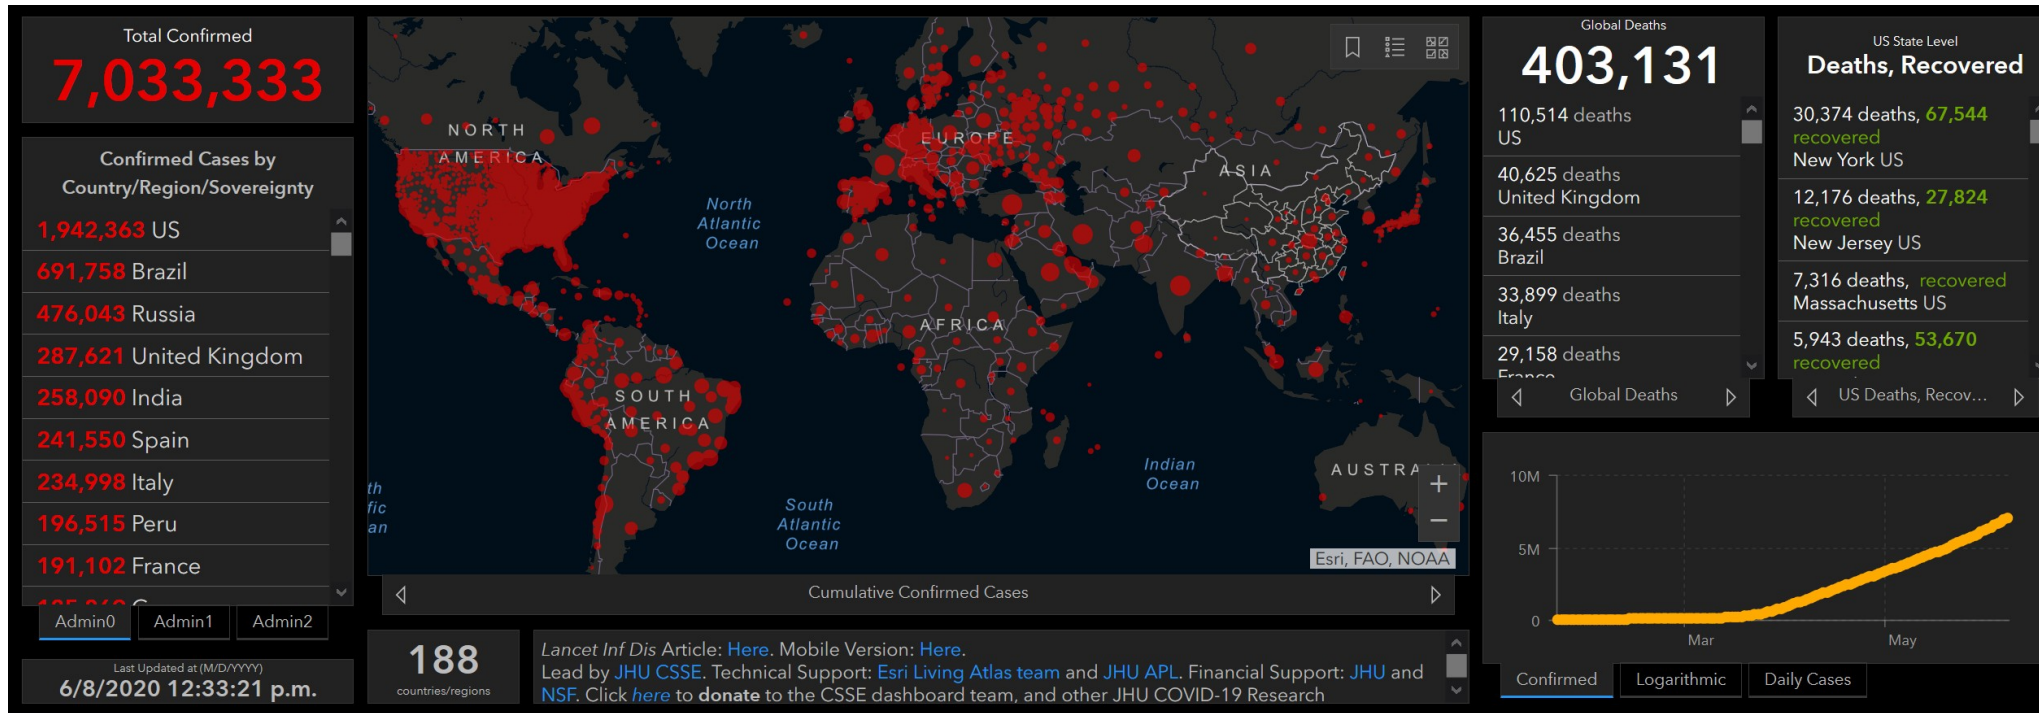 Total Confirmed
7,033,333
Confirmed Cases by
Country/Region/Sovereignty
1,942,363 US
691,758 Brazil
476,043 Russia
287,621 United Kingdom
258,090 India
241,550 Spain
234,998 Italy
196,515 Peru
191,102 France
Admin0
Admin1
Admin2
Last Updated at (M/D/YYYY)
6/8/2020 12:33:21 p.m.
NORTH
AMERICA
North
Atlantic
Ocean
EUROPE
ASIA
AFRICA
SOUTH
AMERICA
th
fic
an
South
Atlantic
Ocean
Indian
Ocean
AUSTRA
+
−
Esri, FAO, NOAA
Cumulative Confirmed Cases
188
countries/regions
Lancet Inf Dis Article: Here. Mobile Version: Here.
Lead by JHU CSSE. Technical Support: Esri Living Atlas team and JHU APL. Financial Support: JHU and
NSF. Click here to donate to the CSSE dashboard team, and other JHU COVID-19 Research
Global Deaths
403,131
110,514 deaths
US
40,625 deaths
United Kingdom
36,455 deaths
Brazil
33,899 deaths
Italy
29,158 deaths
France
Global Deaths
US State Level
Deaths, Recovered
30,374 deaths, 67,544
recovered
New York US
12,176 deaths, 27,824
recovered
New Jersey US
7,316 deaths, recovered
Massachusetts US
5,943 deaths, 53,670
recovered
US Deaths, Recov...
10M
5M
0
Mar
May
Confirmed
Logarithmic
Daily Cases